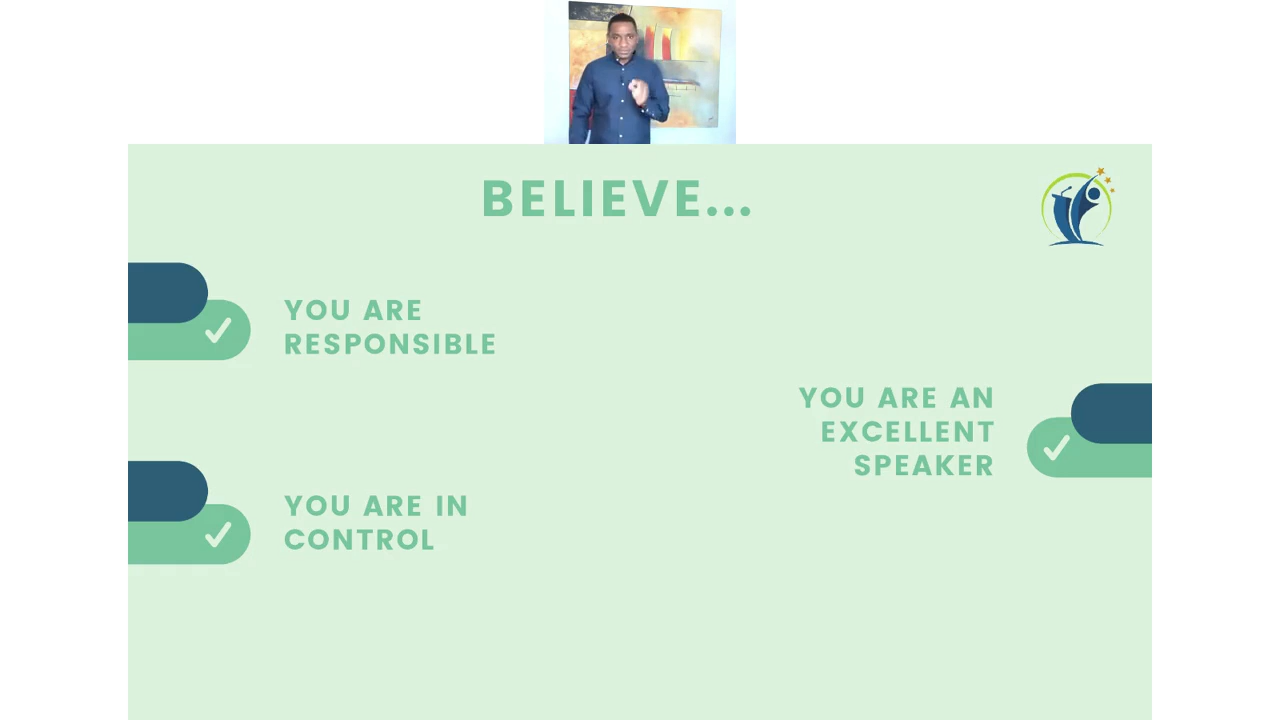 BELIEVE...
YOU ARE
RESPONSIBLE
YOU ARE AN
EXCELLENT
SPEAKER
YOU ARE IN
CONTROL